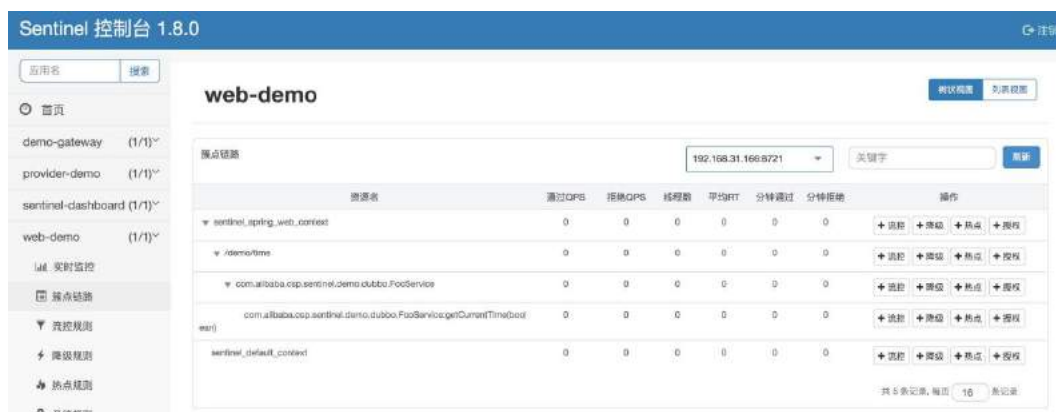 Sentinel 控制台 1.8.0
注销
应用名
搜索
首页
web-demo
树状视图
列表视图
demo-gateway (1/1)
provider-demo (1/1)
sentinel-dashboard (1/1)
web-demo (1/1)
实时监控
簇点链路
流控规则
降级规则
热点规则
簇点链路
192.168.31.166:8721
关键字
刷新
资源名 通过QPS 拒绝QPS 线程数 平均RT 分钟通过 分钟拒绝 操作
sentinel_spring_web_context 0 0 0 0 0 0 +流控 +降级 +热点 +授权
/demo/time 0 0 0 0 0 0 +流控 +降级 +热点 +授权
com.alibaba.csp.sentinel.demo.dubbo.FooService 0 0 0 0 0 0 +流控 +降级 +热点 +授权
com.alibaba.csp.sentinel.demo.dubbo.FooService:getCurrentTime(bool
ean) 0 0 0 0 0 0 +流控 +降级 +热点 +授权
sentinel_default_context 0 0 0 0 0 0 +流控 +降级 +热点 +授权
共 5 条记录, 每页 16 条记录